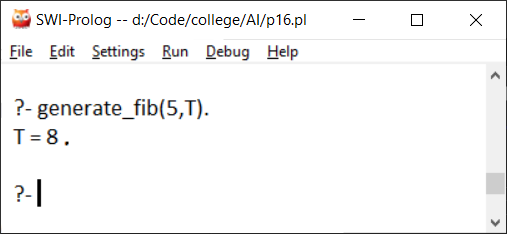 SWI-Prolog -- d:/Code/college/AI/p16.pl
File Edit Settings Run Debug Help
?- generate_fib(5,T).
T = 8 .
?-